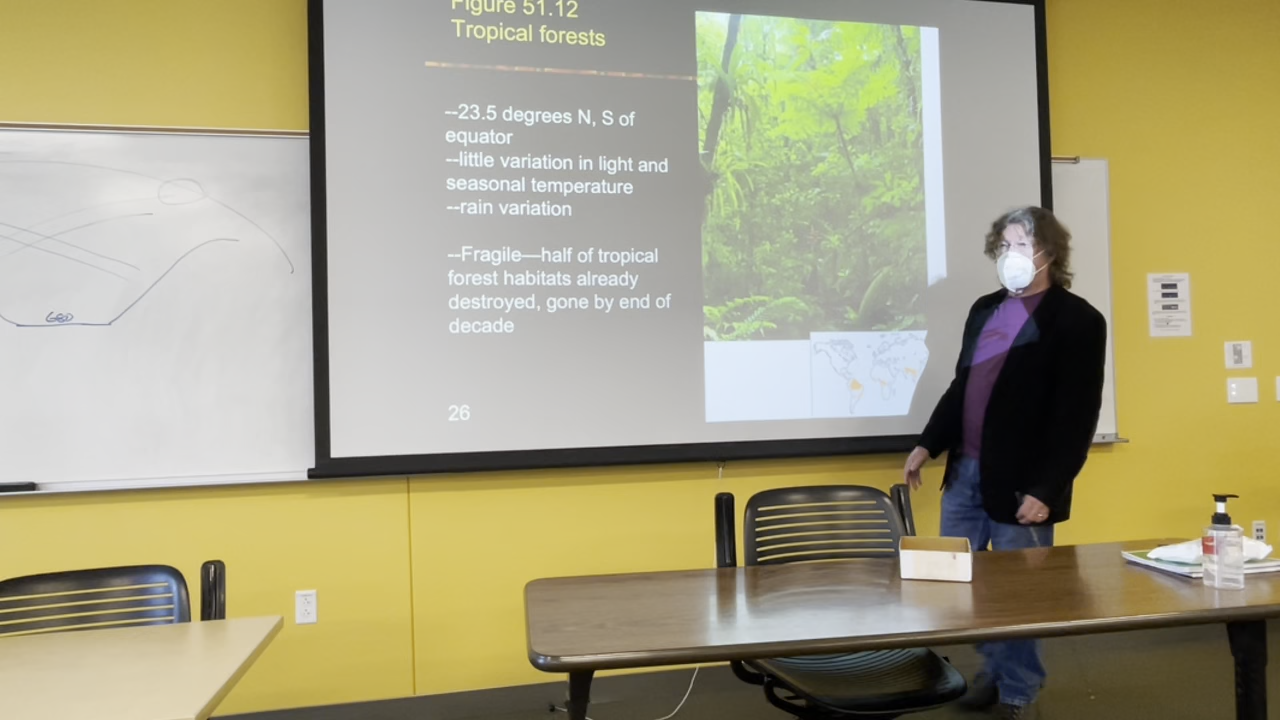 Figure 51.12
Tropical forests
--23.5 degrees N, S of
equator
--little variation in light and
seasonal temperature
--rain variation
--Fragile—half of tropical
forest habitats already
destroyed, gone by end of
decade
26